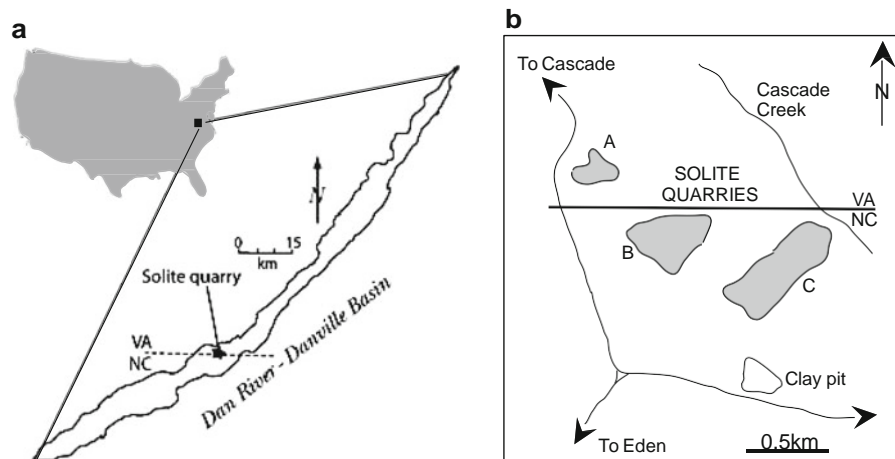 a
N
0 15
km
Solite quarry
VA
NC
Dan River - Danville Basin
b
To Cascade
Cascade
Creek
N
A
SOLITE
QUARRIES
VA
NC
B
C
Clay pit
To Eden
0.5km